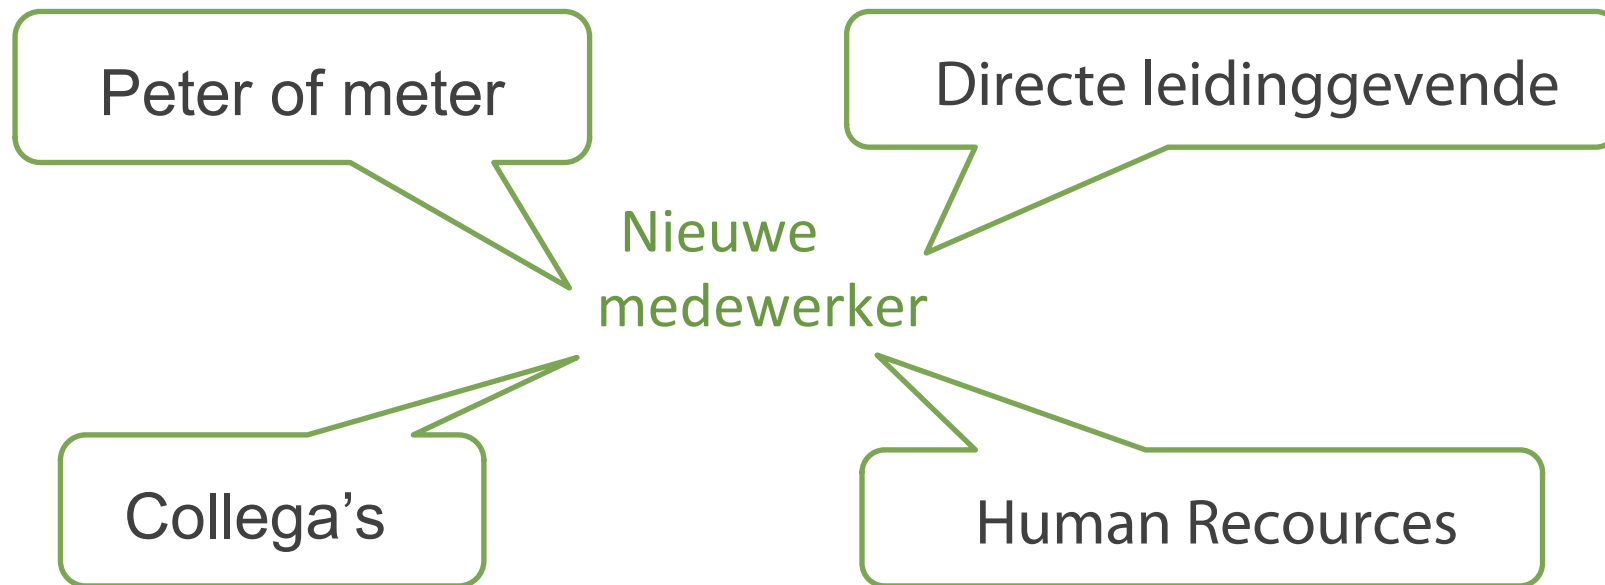 Peter of meter
Directe leidinggevende
Nieuwe
medewerker
Collega’s
Human Recources